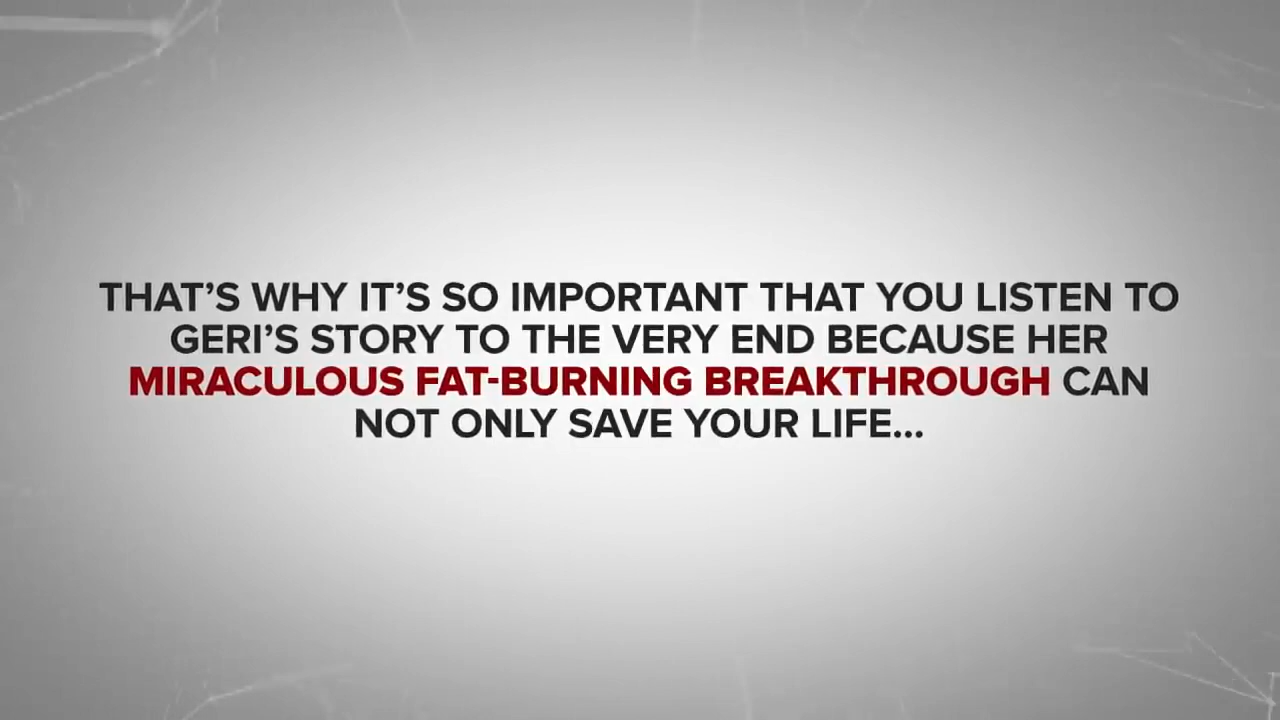 THAT’S WHY IT’S SO IMPORTANT THAT YOU LISTEN TO
GERI’S STORY TO THE VERY END BECAUSE HER
MIRACULOUS FAT-BURNING BREAKTHROUGH CAN
NOT ONLY SAVE YOUR LIFE...